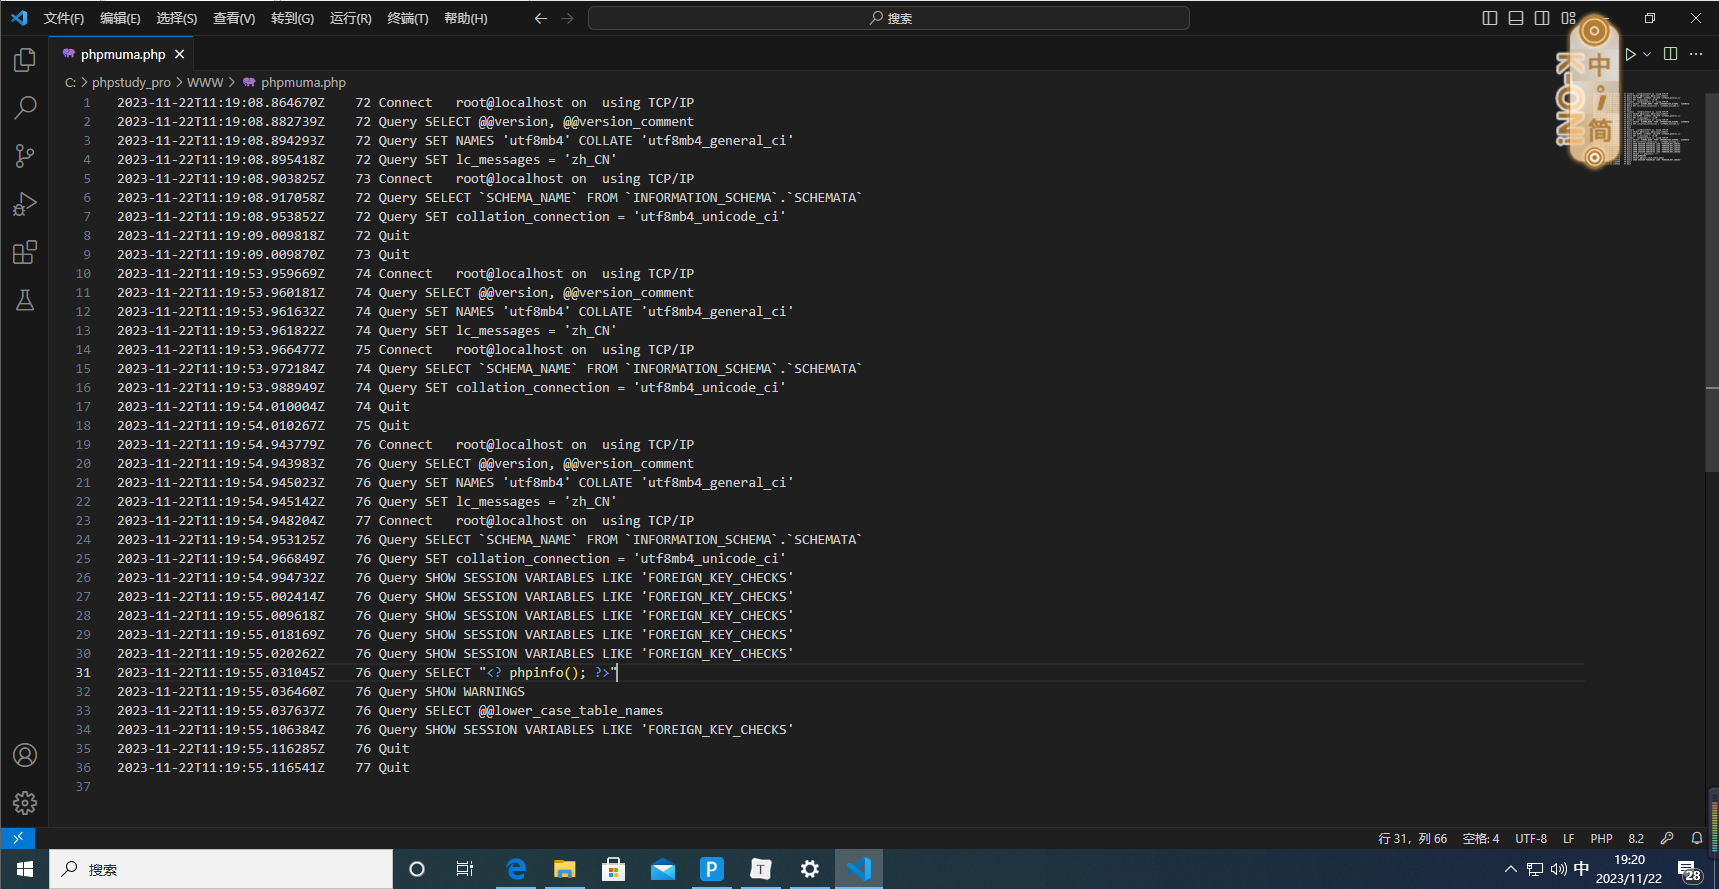 文件(F) 编辑(E) 选择(S) 查看(V) 转到(G) 运行(R) 终端(T) 帮助(H) 搜索
phpmuma.php
C: > phpstudy_pro > WWW > phpmuma.php
1 2023-11-22T11:19:08.864670Z 72 Connect root@localhost on using TCP/IP
2 2023-11-22T11:19:08.882739Z 72 Query SELECT @@version, @@version_comment
3 2023-11-22T11:19:08.894293Z 72 Query SET NAMES 'utf8mb4' COLLATE 'utf8mb4_general_ci'
4 2023-11-22T11:19:08.895418Z 72 Query SET lc_messages = 'zh_CN'
5 2023-11-22T11:19:08.903825Z 73 Connect root@localhost on using TCP/IP
6 2023-11-22T11:19:08.917058Z 72 Query SELECT `SCHEMA_NAME` FROM `INFORMATION_SCHEMA`.`SCHEMATA`
7 2023-11-22T11:19:08.953852Z 72 Query SET collation_connection = 'utf8mb4_unicode_ci'
8 2023-11-22T11:19:09.009818Z 72 Quit
9 2023-11-22T11:19:09.009870Z 73 Quit
10 2023-11-22T11:19:53.959669Z 74 Connect root@localhost on using TCP/IP
11 2023-11-22T11:19:53.960181Z 74 Query SELECT @@version, @@version_comment
12 2023-11-22T11:19:53.961632Z 74 Query SET NAMES 'utf8mb4' COLLATE 'utf8mb4_general_ci'
13 2023-11-22T11:19:53.961822Z 74 Query SET lc_messages = 'zh_CN'
14 2023-11-22T11:19:53.966477Z 75 Connect root@localhost on using TCP/IP
15 2023-11-22T11:19:53.972184Z 74 Query SELECT `SCHEMA_NAME` FROM `INFORMATION_SCHEMA`.`SCHEMATA`
16 2023-11-22T11:19:53.988949Z 74 Query SET collation_connection = 'utf8mb4_unicode_ci'
17 2023-11-22T11:19:54.010004Z 74 Quit
18 2023-11-22T11:19:54.010267Z 75 Quit
19 2023-11-22T11:19:54.943779Z 76 Connect root@localhost on using TCP/IP
20 2023-11-22T11:19:54.943983Z 76 Query SELECT @@version, @@version_comment
21 2023-11-22T11:19:54.945023Z 76 Query SET NAMES 'utf8mb4' COLLATE 'utf8mb4_general_ci'
22 2023-11-22T11:19:54.945142Z 76 Query SET lc_messages = 'zh_CN'
23 2023-11-22T11:19:54.948204Z 77 Connect root@localhost on using TCP/IP
24 2023-11-22T11:19:54.953125Z 76 Query SELECT `SCHEMA_NAME` FROM `INFORMATION_SCHEMA`.`SCHEMATA`
25 2023-11-22T11:19:54.966849Z 76 Query SET collation_connection = 'utf8mb4_unicode_ci'
26 2023-11-22T11:19:54.994732Z 76 Query SHOW SESSION VARIABLES LIKE 'FOREIGN_KEY_CHECKS'
27 2023-11-22T11:19:55.002414Z 76 Query SHOW SESSION VARIABLES LIKE 'FOREIGN_KEY_CHECKS'
28 2023-11-22T11:19:55.009618Z 76 Query SHOW SESSION VARIABLES LIKE 'FOREIGN_KEY_CHECKS'
29 2023-11-22T11:19:55.018169Z 76 Query SHOW SESSION VARIABLES LIKE 'FOREIGN_KEY_CHECKS'
30 2023-11-22T11:19:55.020262Z 76 Query SHOW SESSION VARIABLES LIKE 'FOREIGN_KEY_CHECKS'
31 2023-11-22T11:19:55.031045Z 76 Query SELECT "<? phpinfo(); ?>"
32 2023-11-22T11:19:55.036460Z 76 Query SHOW WARNINGS
33 2023-11-22T11:19:55.037637Z 76 Query SELECT @@lower_case_table_names
34 2023-11-22T11:19:55.106384Z 76 Query SHOW SESSION VARIABLES LIKE 'FOREIGN_KEY_CHECKS'
35 2023-11-22T11:19:55.116285Z 76 Quit
36 2023-11-22T11:19:55.116541Z 77 Quit
37
K-ON!!
中
简
行 31，列 66 空格: 4 UTF-8 LF PHP 8.2
搜索 P T 中 19:20
2023/11/22 28